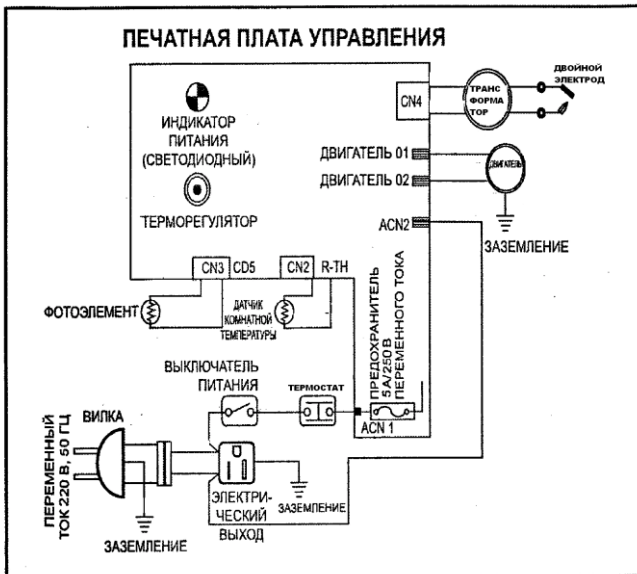 ПЕЧАТНАЯ ПЛАТА УПРАВЛЕНИЯ
ИНДИКАТОР
ПИТАНИЯ
(СВЕТОДИОДНЫЙ)
ТЕРМОРЕГУЛЯТОР
CN4
ТРАНС
ФОРМА
ТОР
ДВОЙНОЙ
ЭЛЕКТРОД
ДВИГАТЕЛЬ 01
ДВИГАТЕЛЬ 02
ДВИГАТЕЛЬ
ACN2
ЗАЗЕМЛЕНИЕ
CN3 CD5
CN2 R-TH
ФОТОЭЛЕМЕНТ
ДАТЧИК
КОМНАТНОЙ
ТЕМПЕРАТУРЫ
ПРЕДОХРАНИТЕЛЬ
5А/250 В
ПЕРЕМЕННОГО ТОКА
ВЫКЛЮЧАТЕЛЬ
ПИТАНИЯ
ТЕРМОСТАТ
ACN 1
ПЕРЕМЕННЫЙ
ТОК 220 В, 50 ГЦ
ВИЛКА
ЗАЗЕМЛЕНИЕ
ЭЛЕКТРИ-
ЧЕСКИЙ
ВЫХОД
ЗАЗЕМЛЕНИЕ